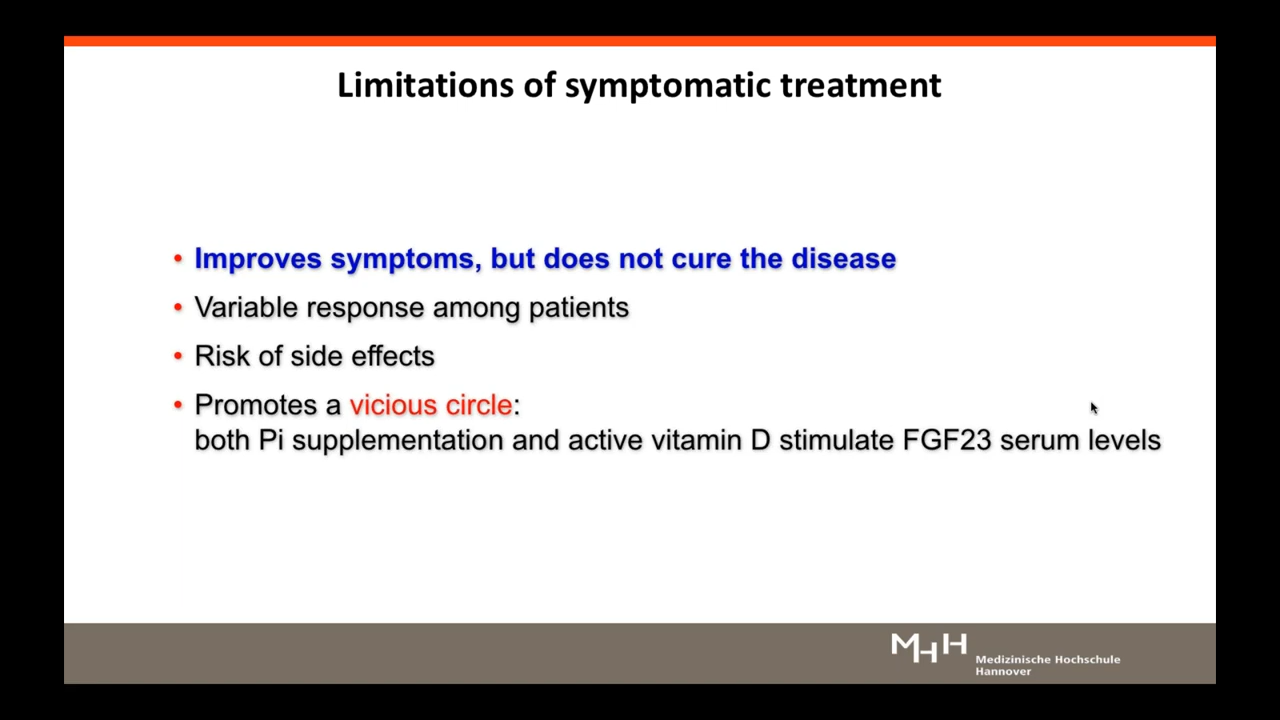 Limitations of symptomatic treatment
• Improves symptoms, but does not cure the disease
• Variable response among patients
• Risk of side effects
• Promotes a vicious circle:
both Pi supplementation and active vitamin D stimulate FGF23 serum levels
MHH
Medizinische Hochschule
Hannover